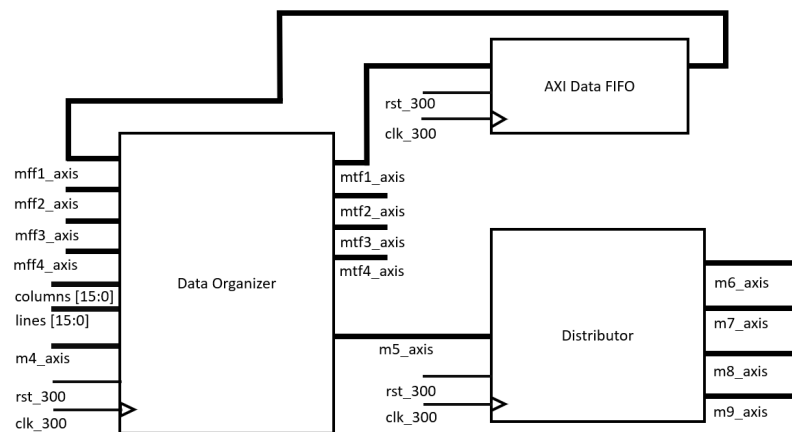 AXI Data FIFO
rst_300
clk_300
mff1_axis
mff2_axis
mff3_axis
mff4_axis
columns [15:0]
lines [15:0]
m4_axis
rst_300
clk_300
Data Organizer
mtf1_axis
mtf2_axis
mtf3_axis
mtf4_axis
m5_axis
rst_300
clk_300
Distributor
m6_axis
m7_axis
m8_axis
m9_axis